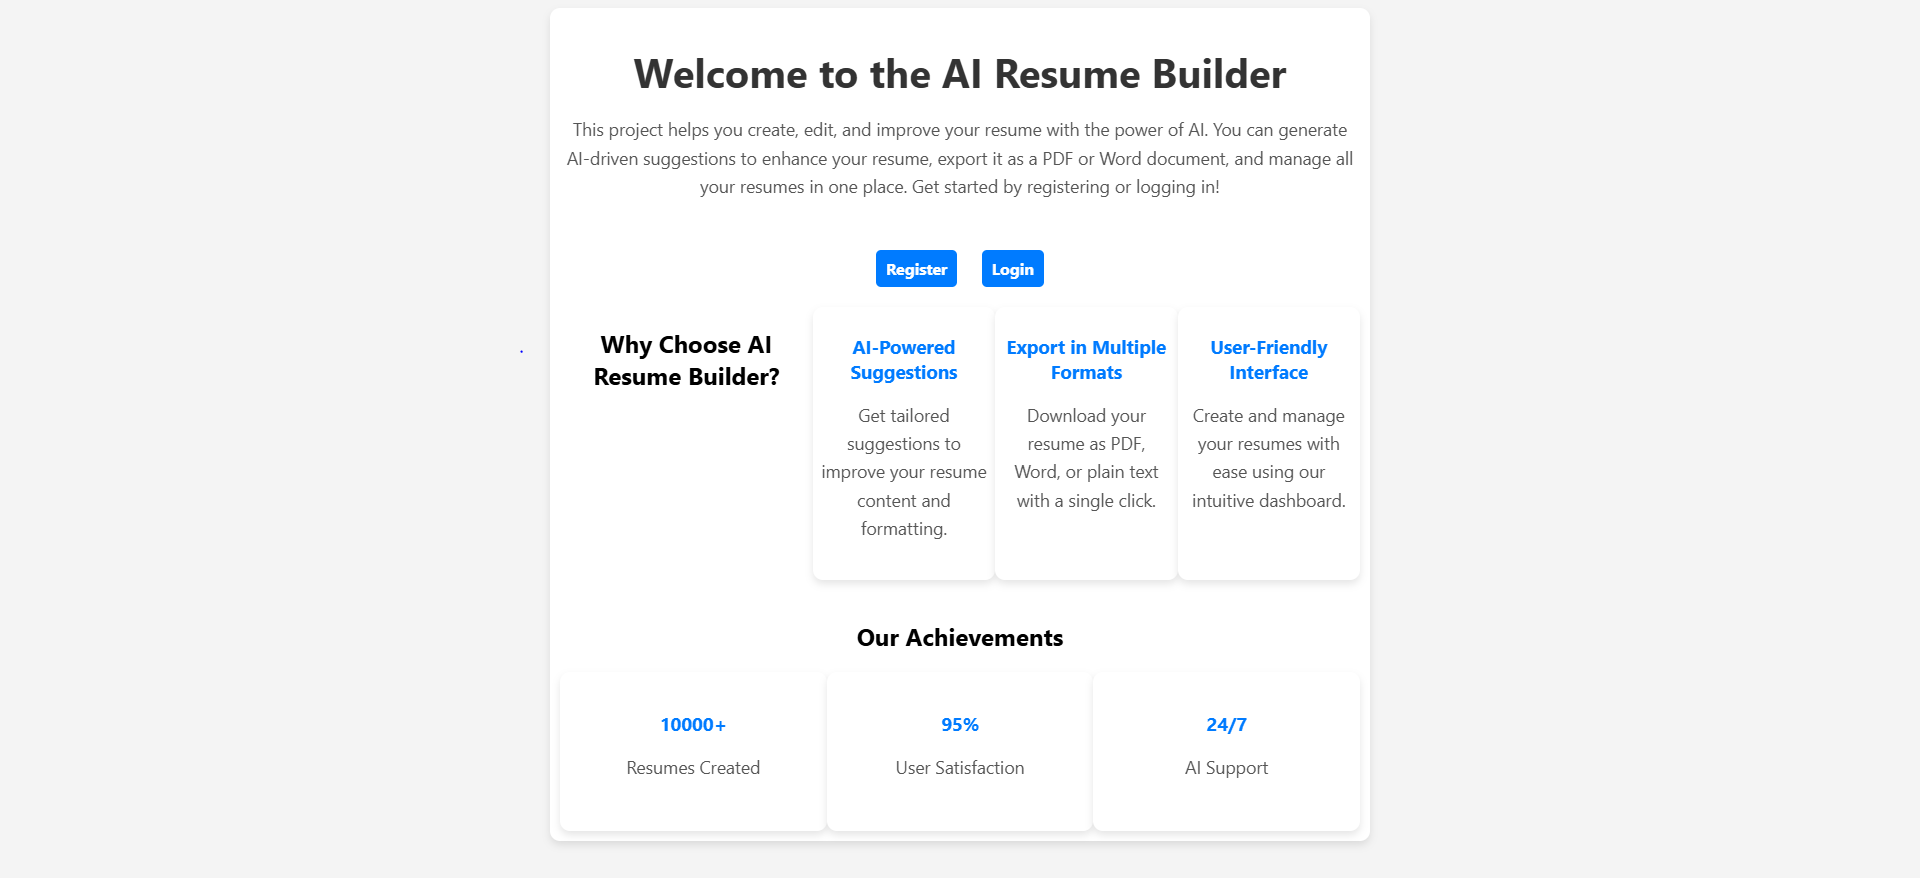 Welcome to the AI Resume Builder
This project helps you create, edit, and improve your resume with the power of AI. You can generate
AI-driven suggestions to enhance your resume, export it as a PDF or Word document, and manage all
your resumes in one place. Get started by registering or logging in!
Register
Login
Why Choose AI
Resume Builder?
AI-Powered
Suggestions
Get tailored
suggestions to
improve your resume
content and
formatting.
Export in Multiple
Formats
Download your
resume as PDF,
Word, or plain text
with a single click.
User-Friendly
Interface
Create and manage
your resumes with
ease using our
intuitive dashboard.
Our Achievements
10000+
Resumes Created
95%
User Satisfaction
24/7
AI Support